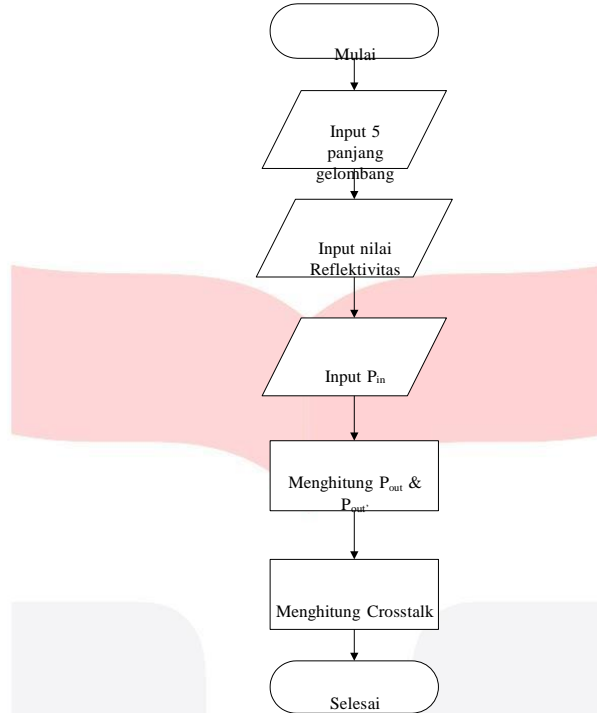 Mulai
Input 5
panjang
gelombang
Input nilai
Reflektivitas
Input Pin
Menghitung Pout &
Pout`
Menghitung Crosstalk
Selesai